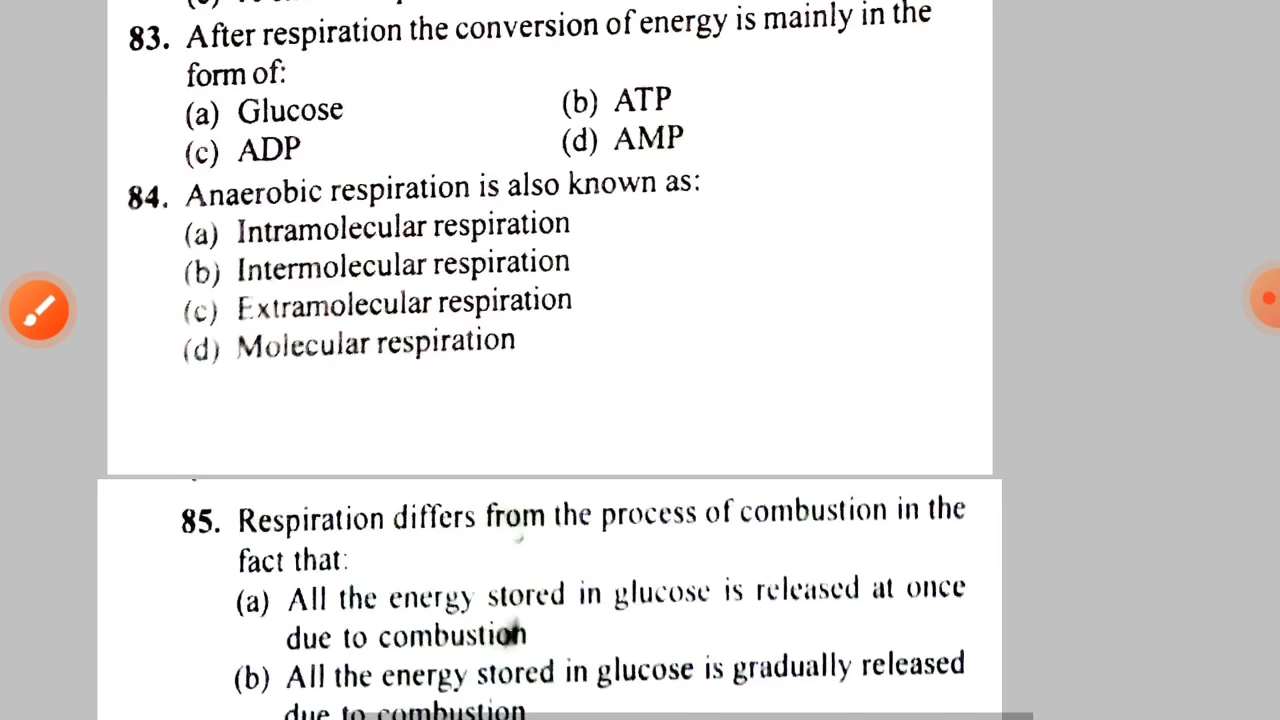 83. After respiration the conversion of energy is mainly in the
form of:
(a) Glucose (b) ATP
(c) ADP (d) AMP
84. Anaerobic respiration is also known as:
(a) Intramolecular respiration
(b) Intermolecular respiration
(c) Extramolecular respiration
(d) Molecular respiration
85. Respiration differs from the process of combustion in the
fact that:
(a) All the energy stored in glucose is released at once
due to combustion
(b) All the energy stored in glucose is gradually released
due to combustion